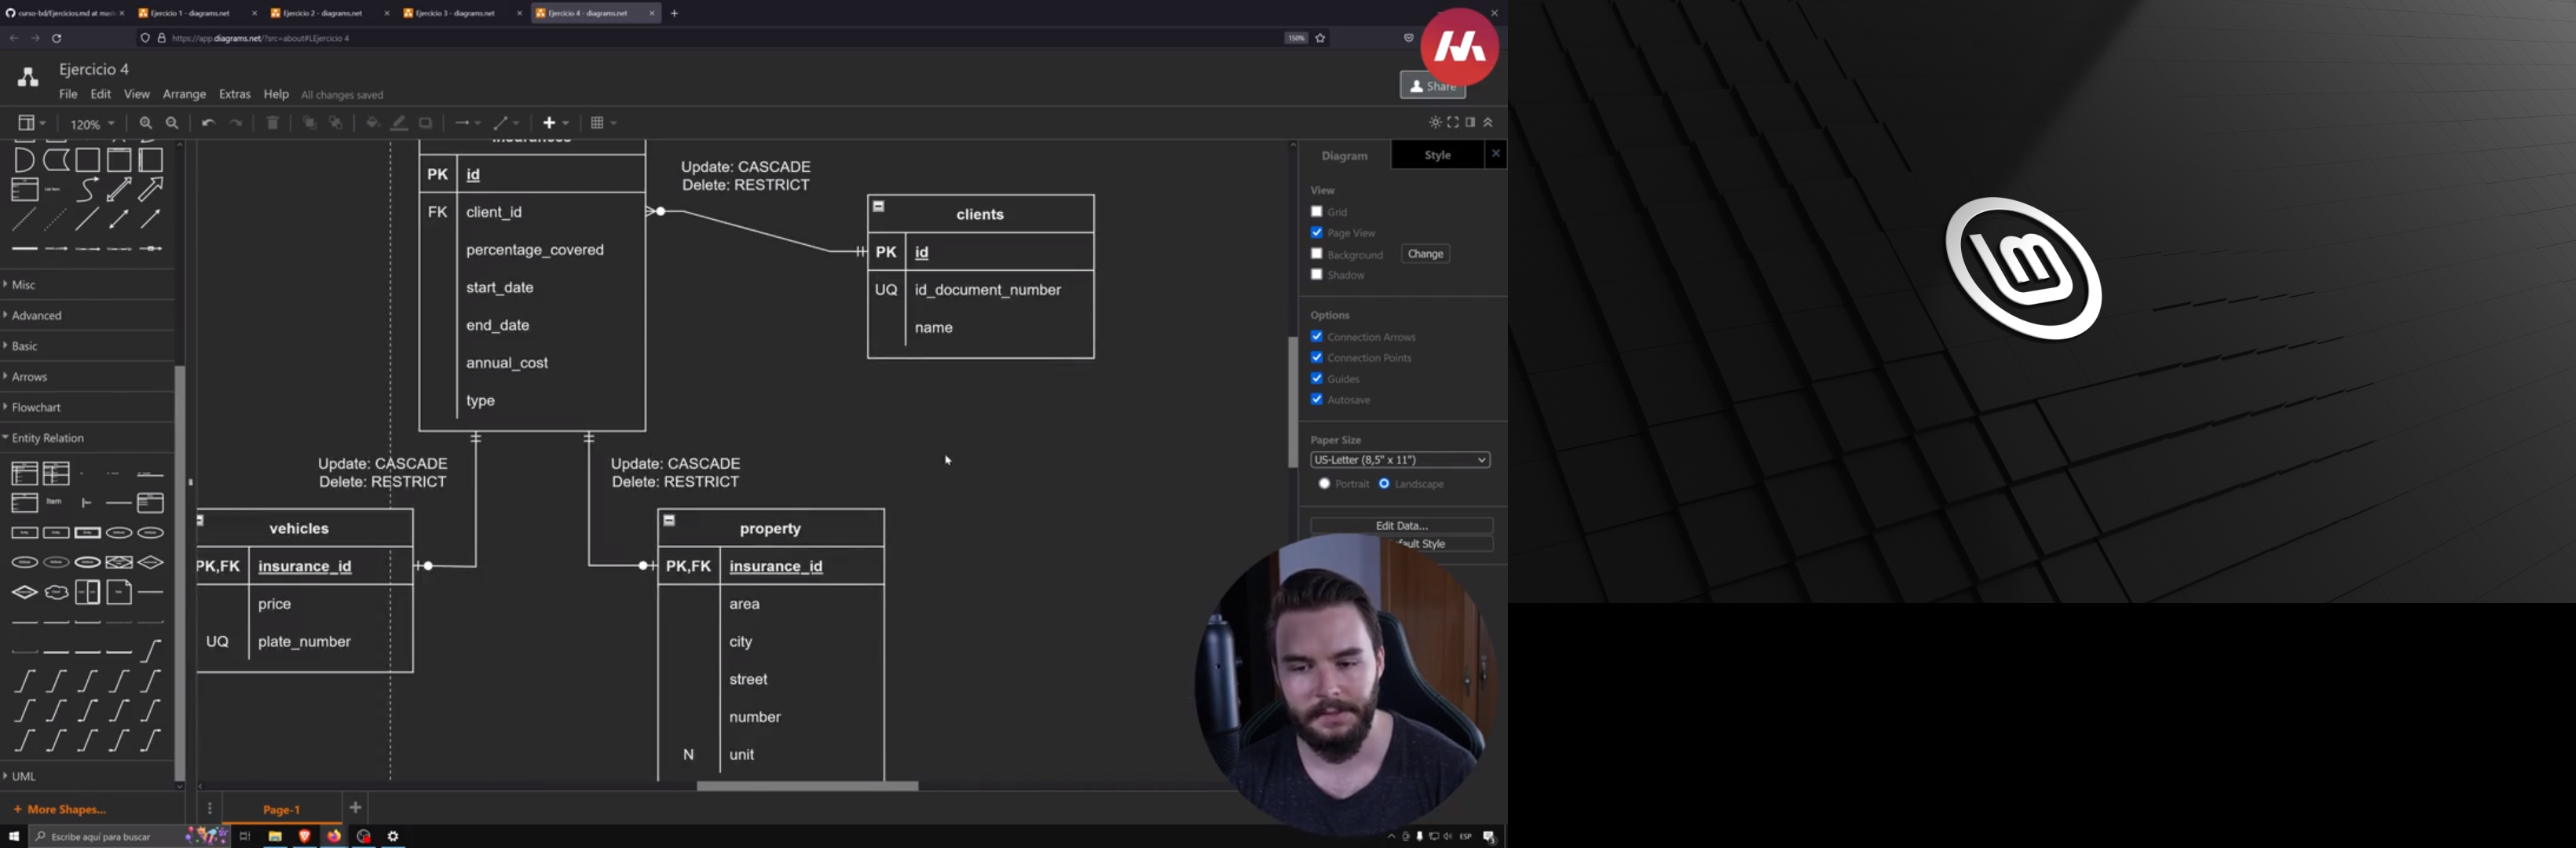 curso-bd/Ejercicios.md at mast
Ejercicio 1 - diagrams.net
Ejercicio 2 - diagrams.net
Ejercicio 3 - diagrams.net
Ejercicio 4 - diagrams.net
https://app.diagrams.net/?src=about#LEjercicio 4
150%
Ejercicio 4
File Edit View Arrange Extras Help All changes saved
Share
120%
insurances
PK id
FK client_id
percentage_covered
start_date
end_date
annual_cost
type
Update: CASCADE
Delete: RESTRICT
clients
PK id
UQ id_document_number
name
Update: CASCADE
Delete: RESTRICT
Update: CASCADE
Delete: RESTRICT
vehicles
PK,FK insurance_id
price
UQ plate_number
property
PK,FK insurance_id
area
city
street
number
N unit
Misc
Advanced
Basic
Arrows
Flowchart
Entity Relation
List Item
Item
UML
+ More Shapes...
Page-1
Diagram Style
View
Grid
Page View
Background Change
Shadow
Options
Connection Arrows
Connection Points
Guides
Autosave
Paper Size
US-Letter (8,5" x 11")
Portrait Landscape
Edit Data...
fault Style
Escribe aquí para buscar
ESP